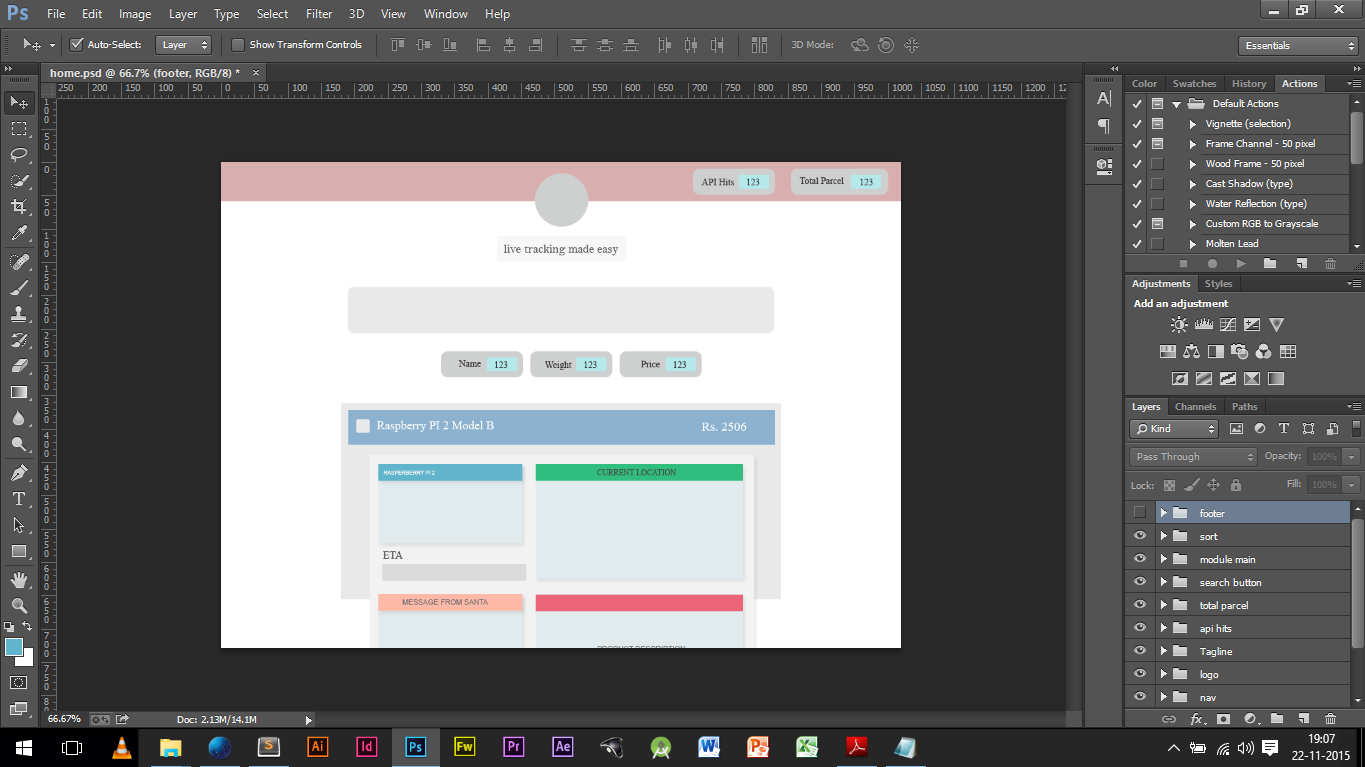 Ps File Edit Image Layer Type Select Filter 3D View Window Help
Auto-Select: Layer Show Transform Controls 3D Mode: Essentials
home.psd @ 66.7% (footer, RGB/8) * ×
250 200 150 100 50 0 50 100 150 200 250 300 350 400 450 500 550 600 650 700 750 800 850 900 950 1000 1050 1100 1150 1200
API Hits 123 Total Parcel 123
live tracking made easy
Name 123 Weight 123 Price 123
Raspberry PI 2 Model B Rs. 2506
RASPERBERRY PI 2 CURRENT LOCATION
ETA
MESSAGE FROM SANTA
PRODUCT DESCRIPTION
Color Swatches History Actions
Default Actions
Vignette (selection)
Frame Channel - 50 pixel
Wood Frame - 50 pixel
Cast Shadow (type)
Water Reflection (type)
Custom RGB to Grayscale
Molten Lead
Adjustments Styles
Add an adjustment
Layers Channels Paths
Kind
Pass Through Opacity: 100%
Lock: Fill: 100%
footer
sort
module main
search button
total parcel
api hits
Tagline
logo
nav
66.67% Doc: 2.13M/14.1M
Ai Id Ps Fw Pr Ae
19:07
22-11-2015